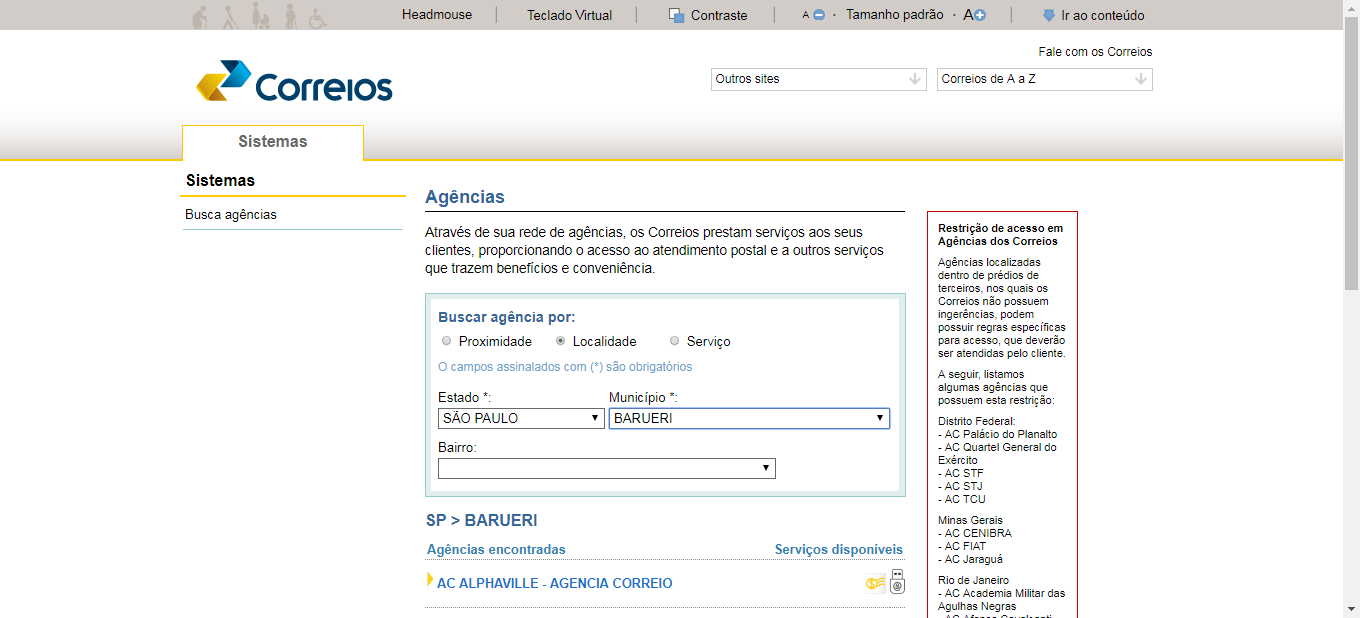 Headmouse
Teclado Virtual
Contraste
A · Tamanho padrão · A
Ir ao conteúdo
Fale com os Correios
Correios
Outros sites
Correios de A a Z
Sistemas
Sistemas
Busca agências
Agências
Através de sua rede de agências, os Correios prestam serviços aos seus
clientes, proporcionando o acesso ao atendimento postal e a outros serviços
que trazem benefícios e conveniência.
Buscar agência por:
Proximidade
Localidade
Serviço
O campos assinalados com (*) são obrigatórios
Estado *:
Município *:
SÃO PAULO
BARUERI
Bairro:
SP > BARUERI
Agências encontradas
Serviços disponíveis
AC ALPHAVILLE - AGENCIA CORREIO
Restrição de acesso em
Agências dos Correios
Agências localizadas
dentro de prédios de
terceiros, nos quais os
Correios não possuem
ingerências, podem
possuir regras específicas
para acesso, que deverão
ser atendidas pelo cliente.
A seguir, listamos
algumas agências que
possuem esta restrição:
Distrito Federal:
- AC Palácio do Planalto
- AC Quartel General do
Exército
- AC STF
- AC STJ
- AC TCU
Minas Gerais
- AC CENIBRA
- AC FIAT
- AC Jaraguá
Rio de Janeiro
- AC Academia Militar das
Agulhas Negras